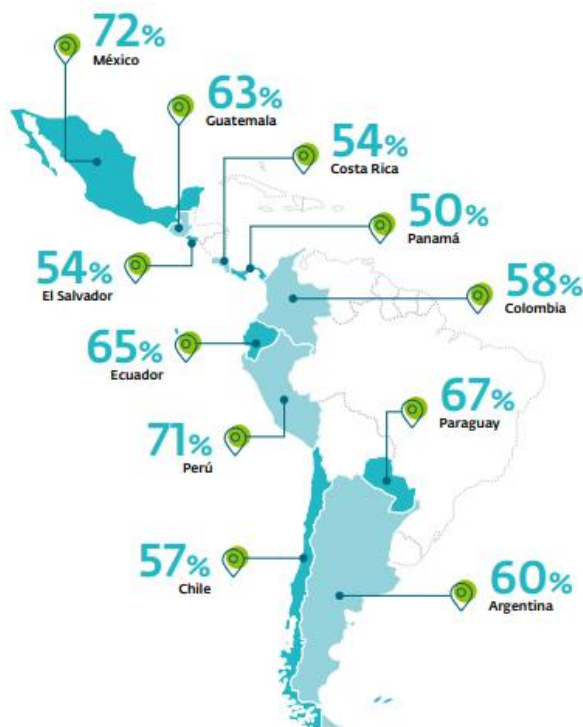 72%
México
63%
Guatemala
54%
Costa Rica
50%
Panamá
54%
El Salvador
58%
Colombia
65%
Ecuador
67%
Paraguay
71%
Perú
57%
Chile
60%
Argentina